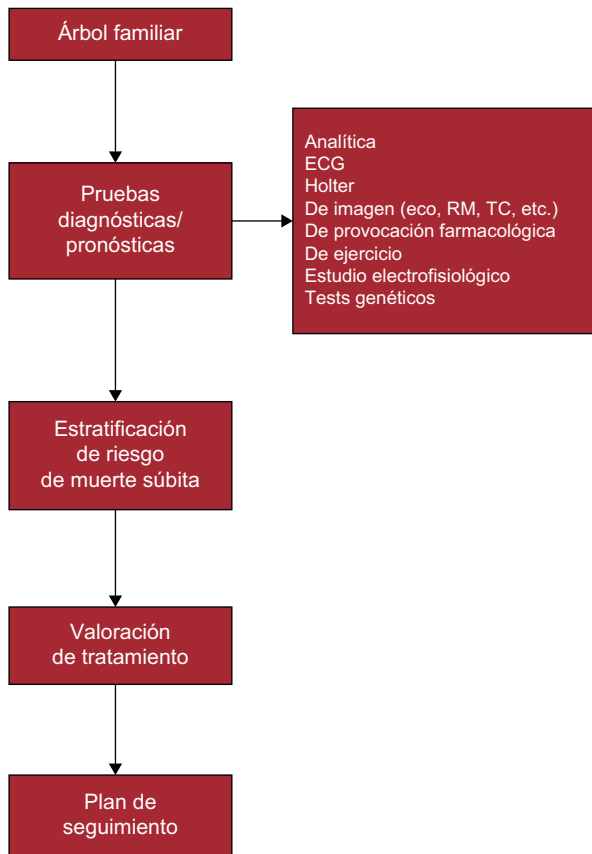 Árbol familiar
Pruebas
diagnósticas/
pronósticas
Analítica
ECG
Holter
De imagen (eco, RM, TC, etc.)
De provocación farmacológica
De ejercicio
Estudio electrofisiológico
Tests genéticos
Estratificación
de riesgo
de muerte súbita
Valoración
de tratamiento
Plan de
seguimiento